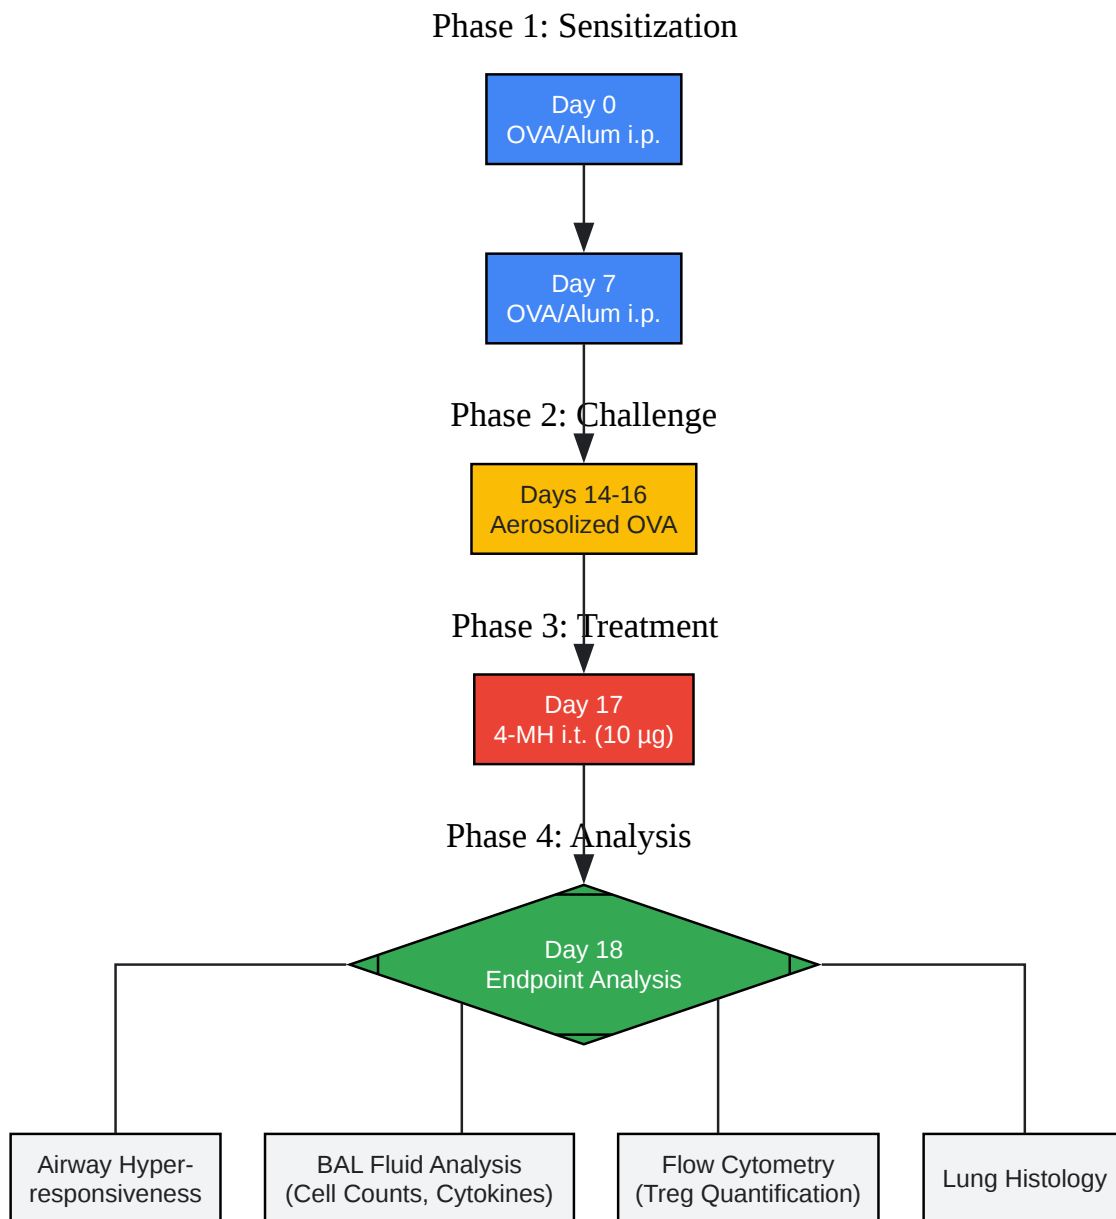 Phase 1: Sensitization
Day 0
OVA/Alum i.p.
Day 7
OVA/Alum i.p.
Phase 2: Challenge
Days 14-16
Aerosolized OVA
Phase 3: Treatment
Day 17
4-MH i.t. (10 µg)
Phase 4: Analysis
Day 18
Endpoint Analysis
Airway Hyper-
responsiveness
BAL Fluid Analysis
(Cell Counts, Cytokines)
Flow Cytometry
(Treg Quantification)
Lung Histology